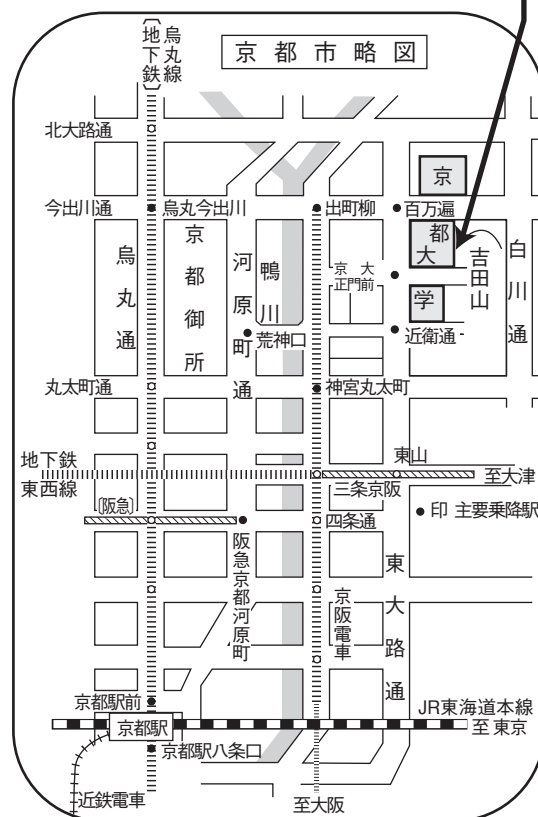 京都市略図
〔地下鉄烏丸線〕
北大路通
今出川通
烏丸今出川
出町柳
百万遍
京
都
大
学
烏丸通
京都御所
河原町通
鴨川
京大
正門前
吉田山
白川通
荒神口
近衛通
丸太町通
神宮丸太町
地下鉄
東西線
東山
三条京阪
至大津
〔阪急〕
四条通
●印 主要乗降駅
阪急京都河原町
京阪電車
東大路通
京都駅前
JR東海道本線
至東京
京都駅
京都駅八条口
近鉄電車
至大阪